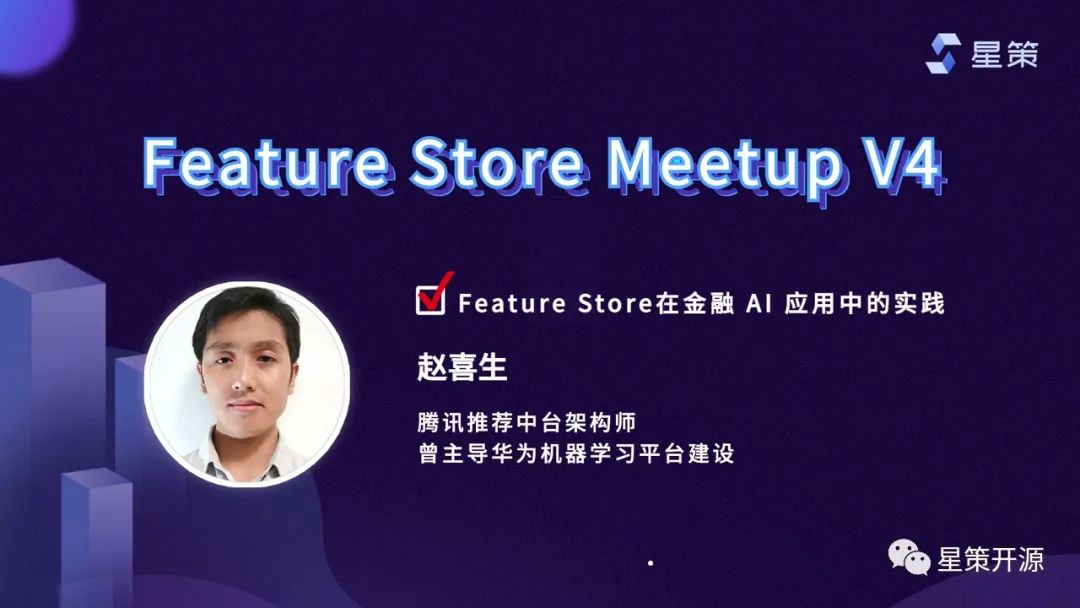 星策
Feature Store Meetup V4
Feature Store在金融 AI 应用中的实践
赵喜生
腾讯推荐中台架构师
曾主导华为机器学习平台建设
星策开源